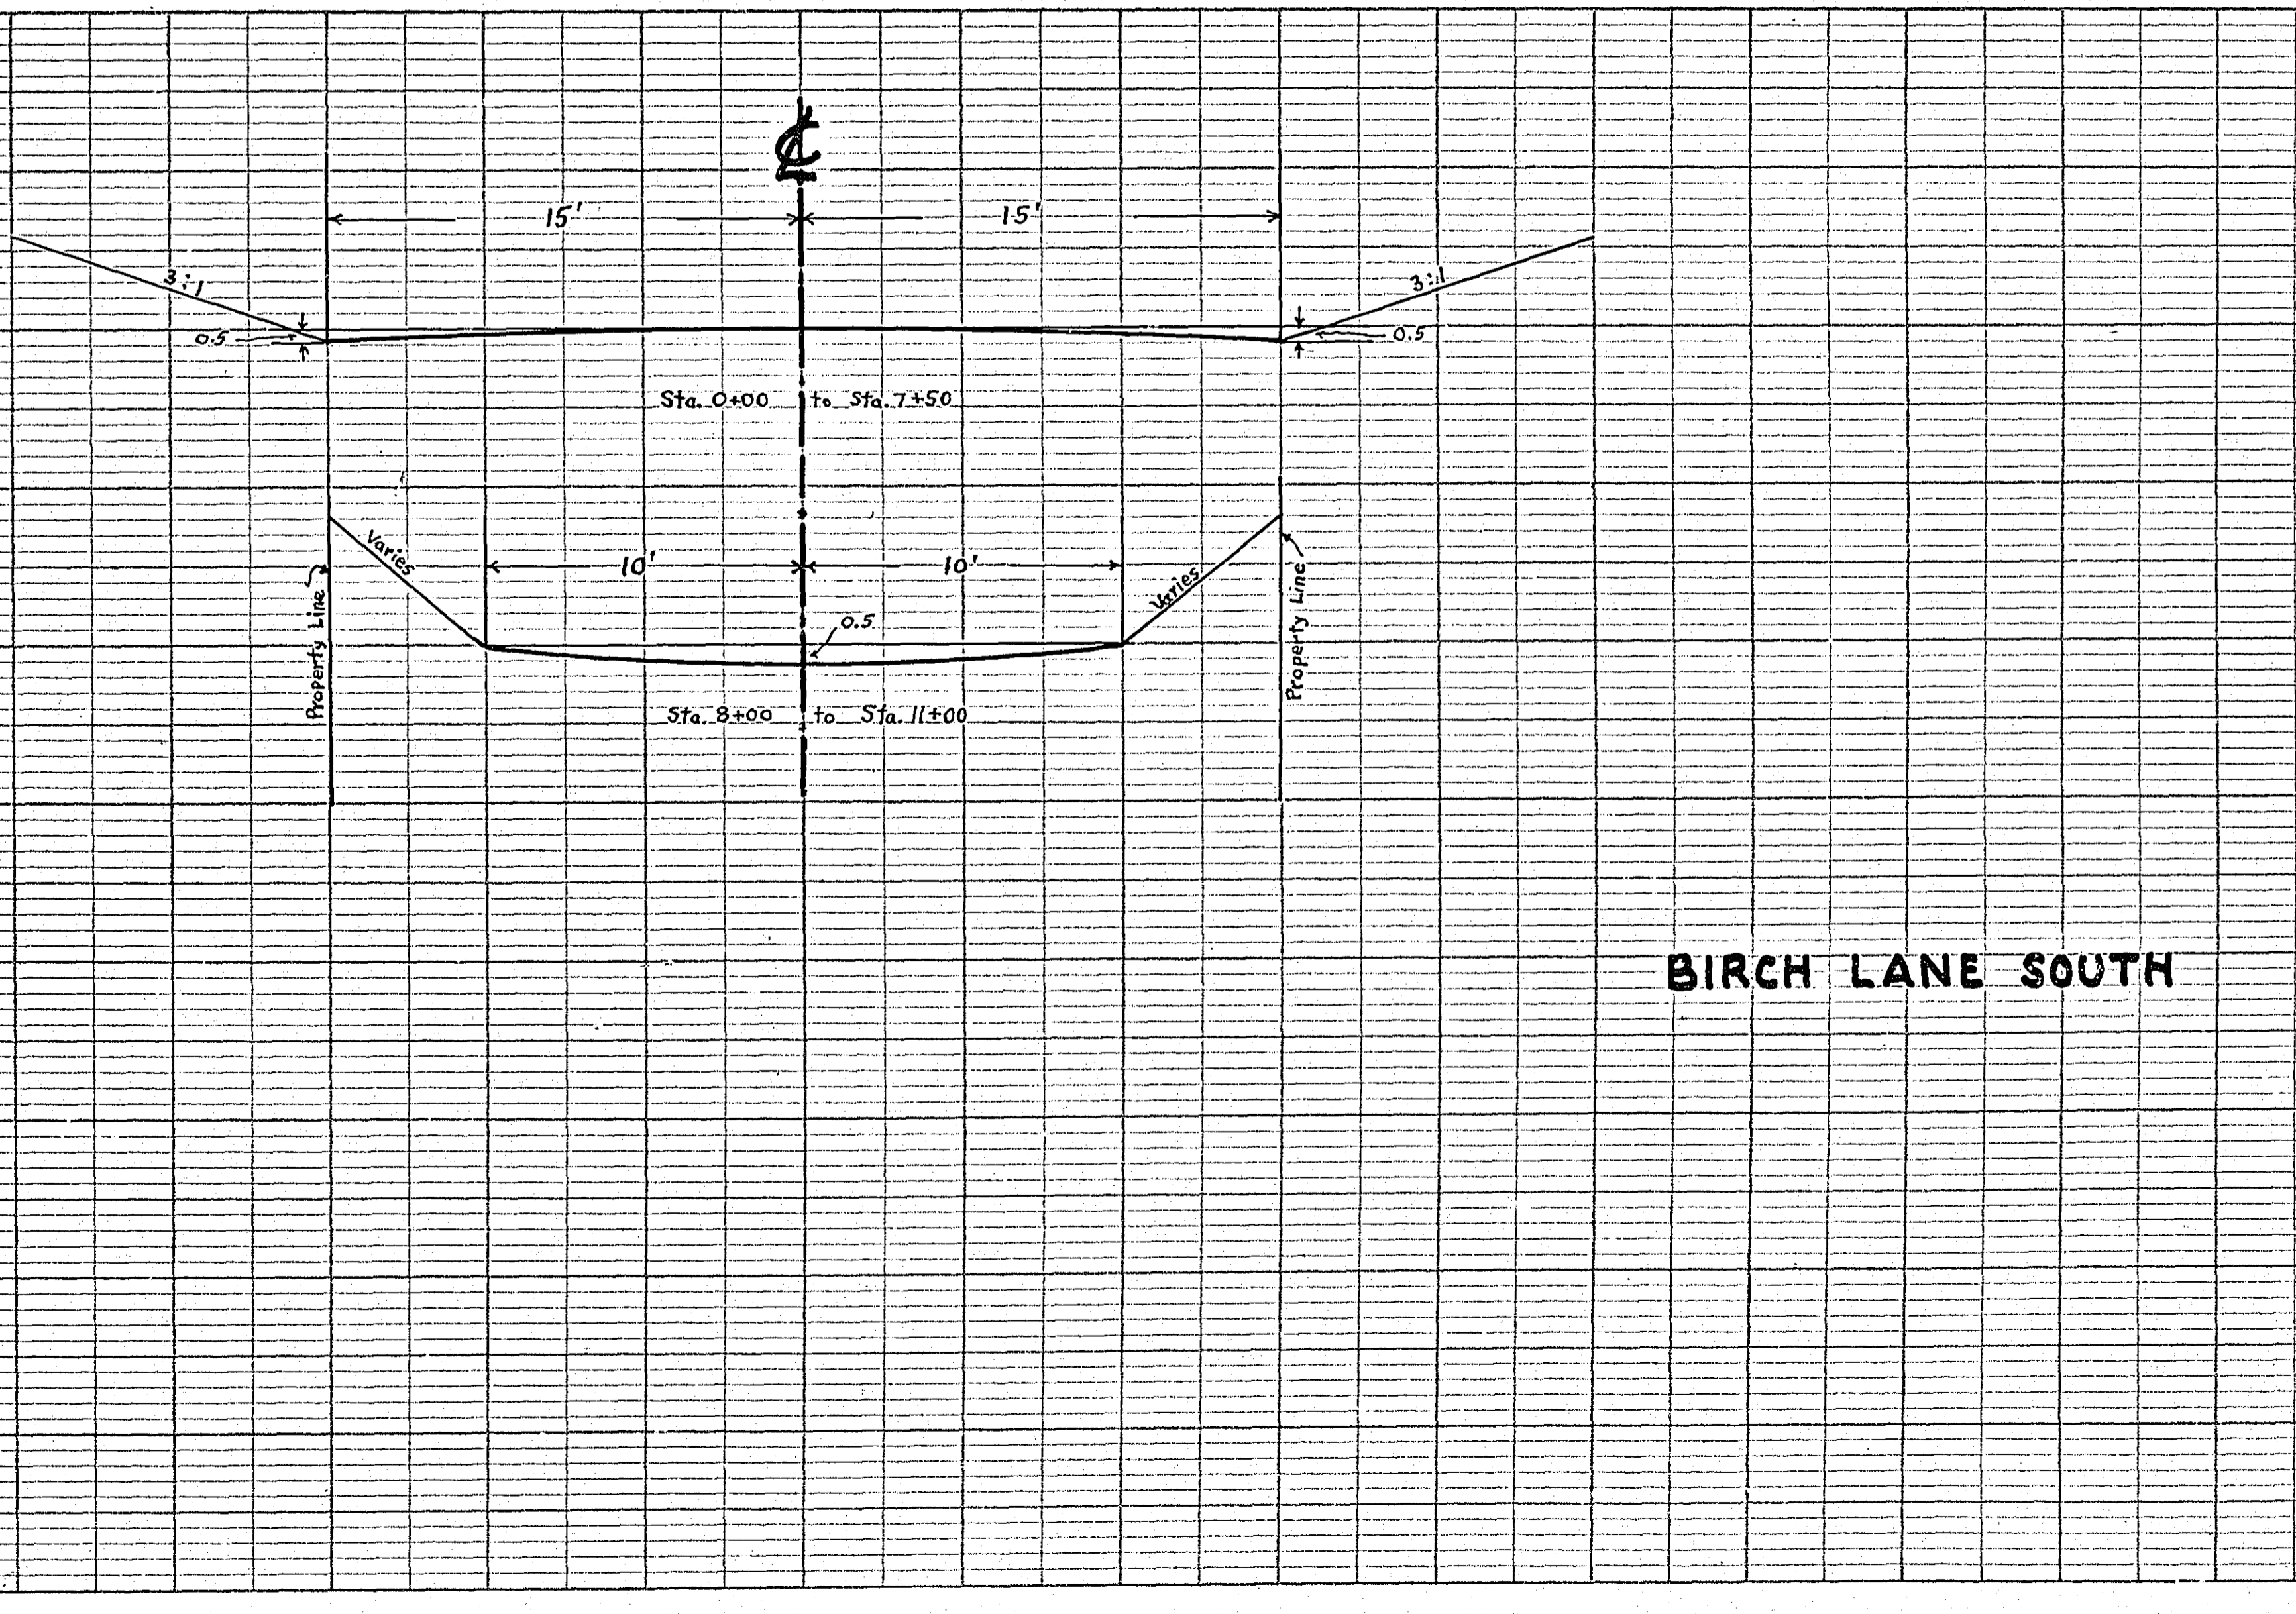 ℄
15' 15'
3:1 3:1
0.5 0.5
Sta. 0+00 to Sta. 7+50
Varies Varies
10' 10'
Property Line Property Line
0.5
Sta. 8+00 to Sta. 11+00
BIRCH LANE SOUTH